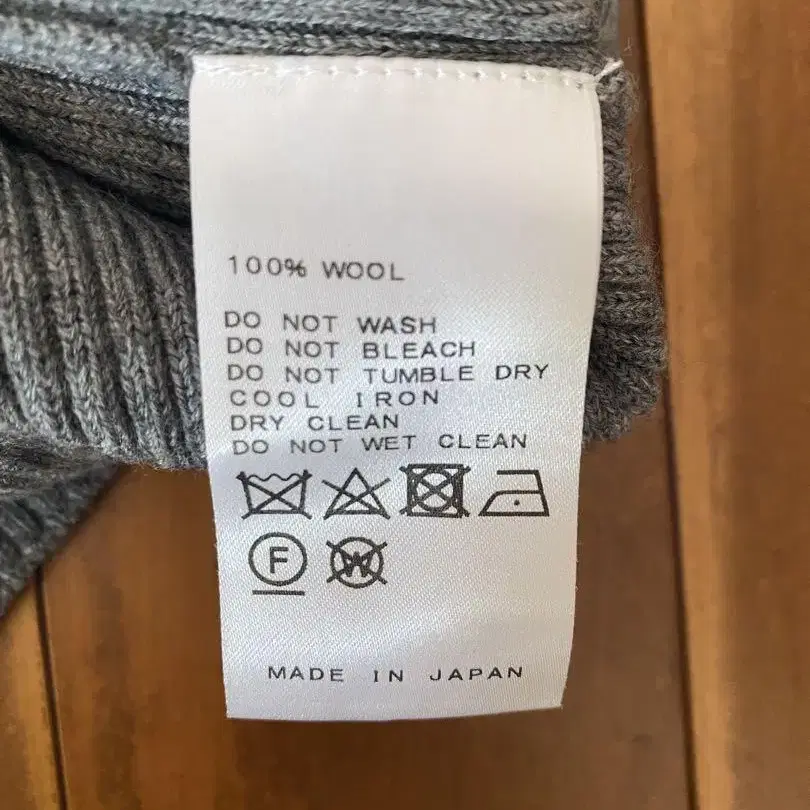 100% WOOL
DO NOT WASH
DO NOT BLEACH
DO NOT TUMBLE DRY
COOL IRON
DRY CLEAN
DO NOT WET CLEAN
F W
MADE IN JAPAN